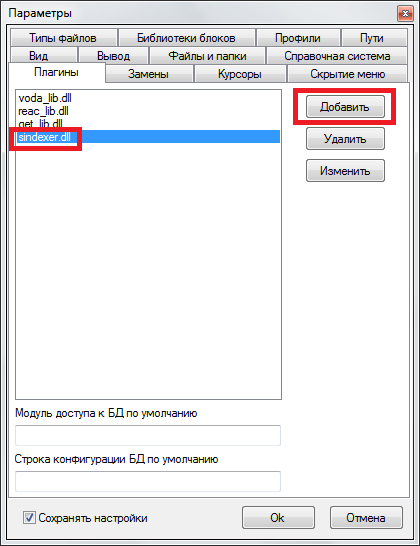 Параметры
Типы файлов Библиотеки блоков Профили Пути
Вид Вывод Файлы и папки Справочная система
Плагины Замены Курсоры Скрытие меню
voda_lib.dll
reac_lib.dll
get_lib.dll
sindexer.dll
Добавить
Удалить
Изменить
Модуль доступа к БД по умолчанию
Строка конфигурации БД по умолчанию
Сохранять настройки
Ok
Отмена